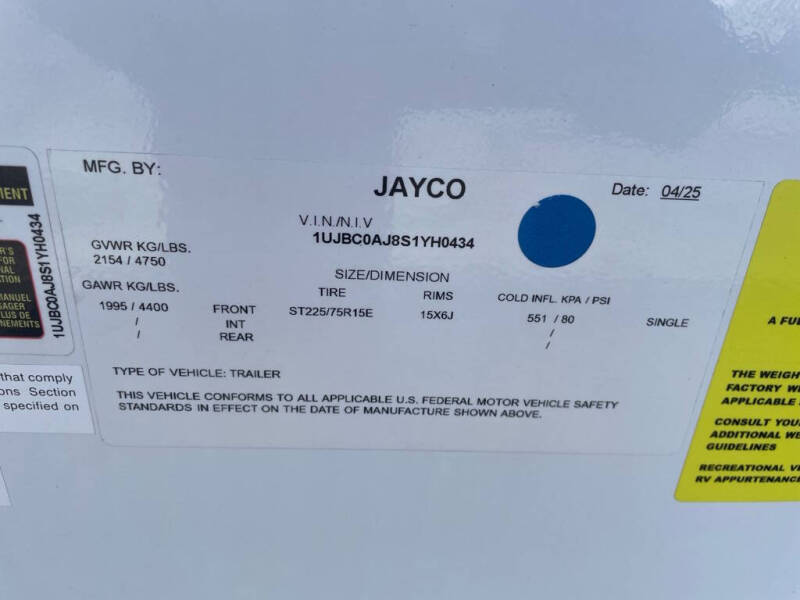 MFG. BY:
JAYCO
Date: 04/25
V.I.N./N.I.V
1UJBC0AJ8S1YH0434
GVWR KG/LBS.
2154 / 4750
SIZE/DIMENSION
GAWR KG/LBS. TIRE RIMS COLD INFL. KPA / PSI
1995 / 4400 FRONT ST225/75R15E 15X6J 551 / 80 SINGLE
/ INT /
/ REAR /
TYPE OF VEHICLE: TRAILER
THIS VEHICLE CONFORMS TO ALL APPLICABLE U.S. FEDERAL MOTOR VEHICLE SAFETY
STANDARDS IN EFFECT ON THE DATE OF MANUFACTURE SHOWN ABOVE.
1UJBC0AJ8S1YH0434
MANUEL
PLUS DE
that comply
Section
specified on
A
THE WEIGH
FACTORY
APPLICABLE
CONSULT YOU
ADDITIONAL WE
GUIDELINES
RECREATIONAL
RV APPURTENANC